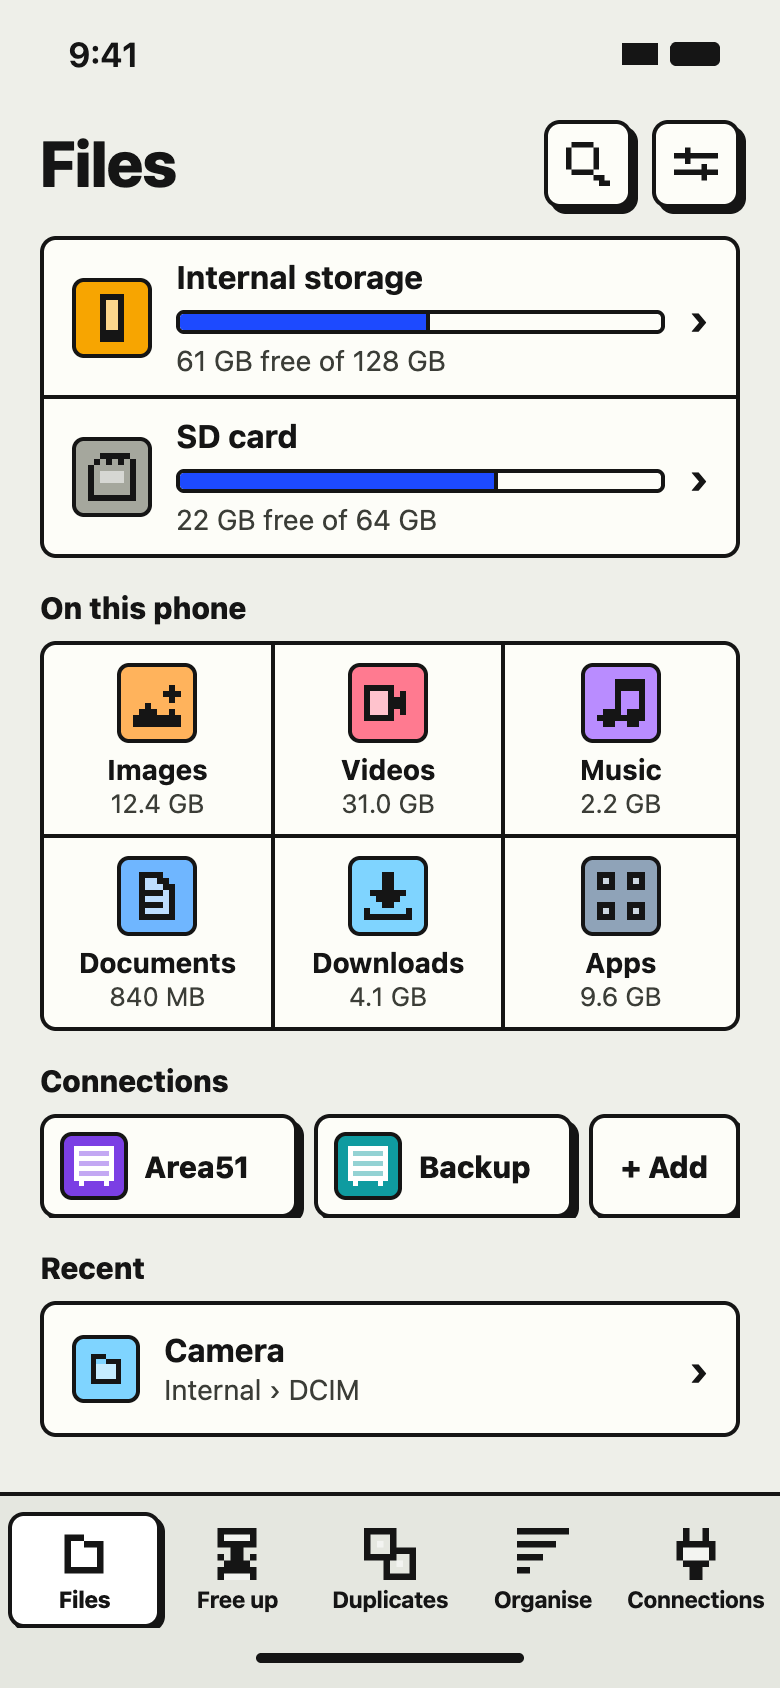 9:41
Files
Internal storage
61 GB free of 128 GB
SD card
22 GB free of 64 GB
On this phone
Images
12.4 GB
Videos
31.0 GB
Music
2.2 GB
Documents
840 MB
Downloads
4.1 GB
Apps
9.6 GB
Connections
Area51
Backup
+ Add
Recent
Camera
Internal › DCIM
Files
Free up
Duplicates
Organise
Connections